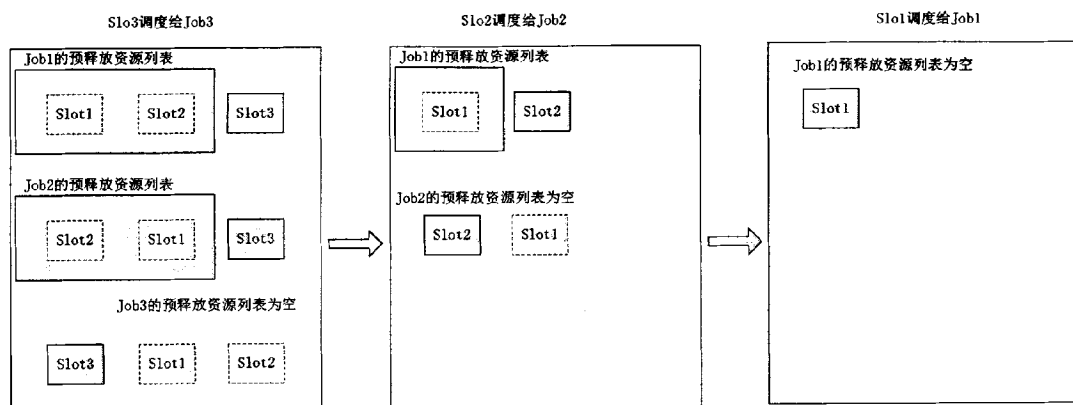 Slo3调度给Job3
Slo2调度给Job2
Slo1调度给Job1
Job1的预释放资源列表
Slot1 Slot2 Slot3
Job2的预释放资源列表
Slot2 Slot1 Slot3
Job3的预释放资源列表为空
Slot3 Slot1 Slot2
Job1的预释放资源列表
Slot1 Slot2
Job2的预释放资源列表为空
Slot2 Slot1
Job1的预释放资源列表为空
Slot1